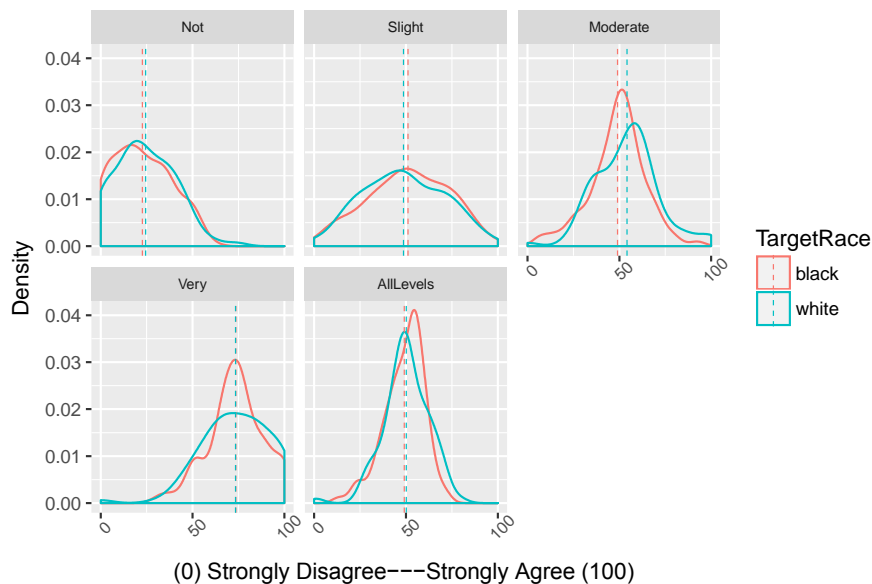 Not Slight Moderate
0.04
0.03
0.02
0.01
0.00
0 50 100
Density
TargetRace
black
white
Very AllLevels
0.04
0.03
0.02
0.01
0.00
0 50 100 0 50 100
(0) Strongly Disagree−−−Strongly Agree (100)